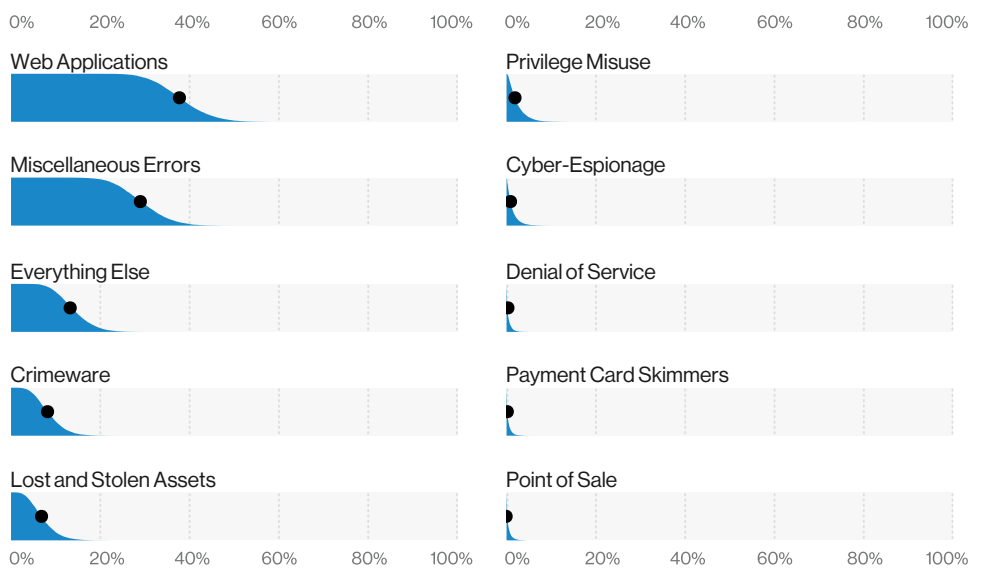 0% 20% 40% 60% 80% 100%
Web Applications
Miscellaneous Errors
Everything Else
Crimeware
Lost and Stolen Assets
0% 20% 40% 60% 80% 100%
0% 20% 40% 60% 80% 100%
Privilege Misuse
Cyber-Espionage
Denial of Service
Payment Card Skimmers
Point of Sale
0% 20% 40% 60% 80% 100%